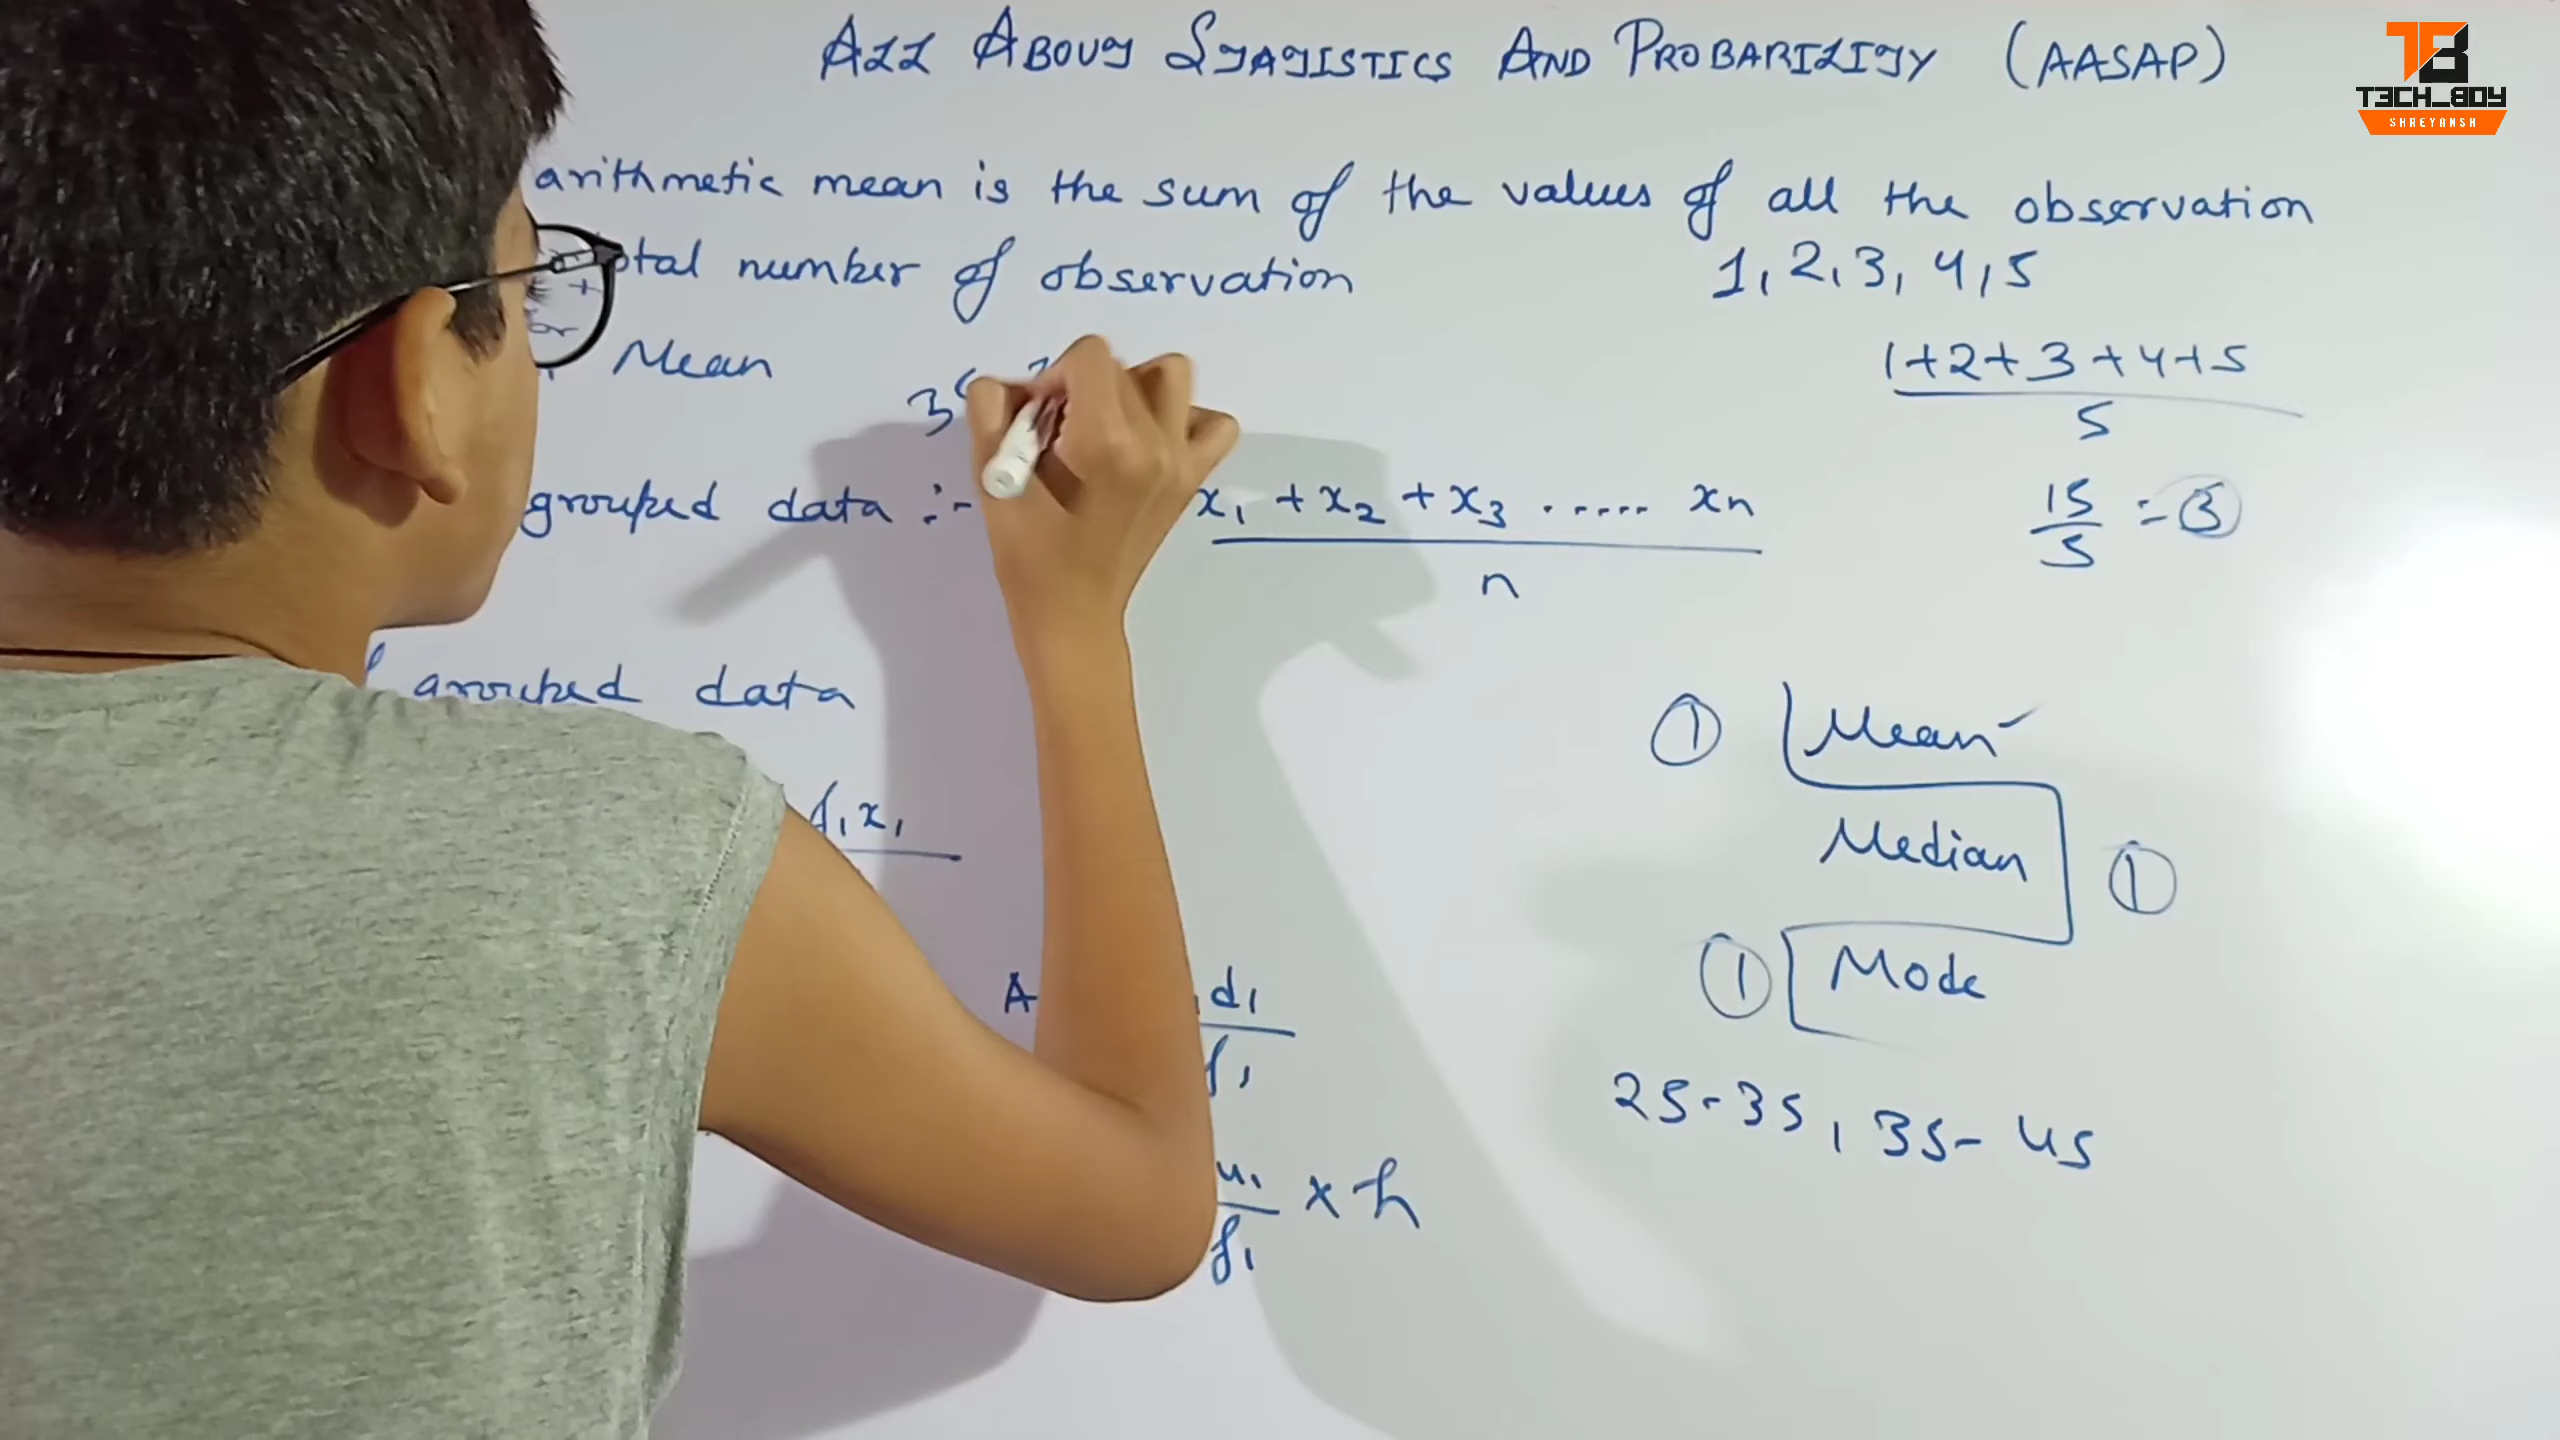 All About Statistics And Probability (AASAP)
TB
T3CH_BOY
SHREYANSH
arithmetic mean is the sum of the values of all the observation
total number of observation
1, 2, 3, 4, 5
Mean
1+2+3+4+5
5
grouped data :-
x1 + x2 + x3 ...... xn
n
15
5
= 3
grouped data
f1x1
① Mean
Median ①
① Mode
A
d1
f1
25-35, 35-45
u1
f1
× h